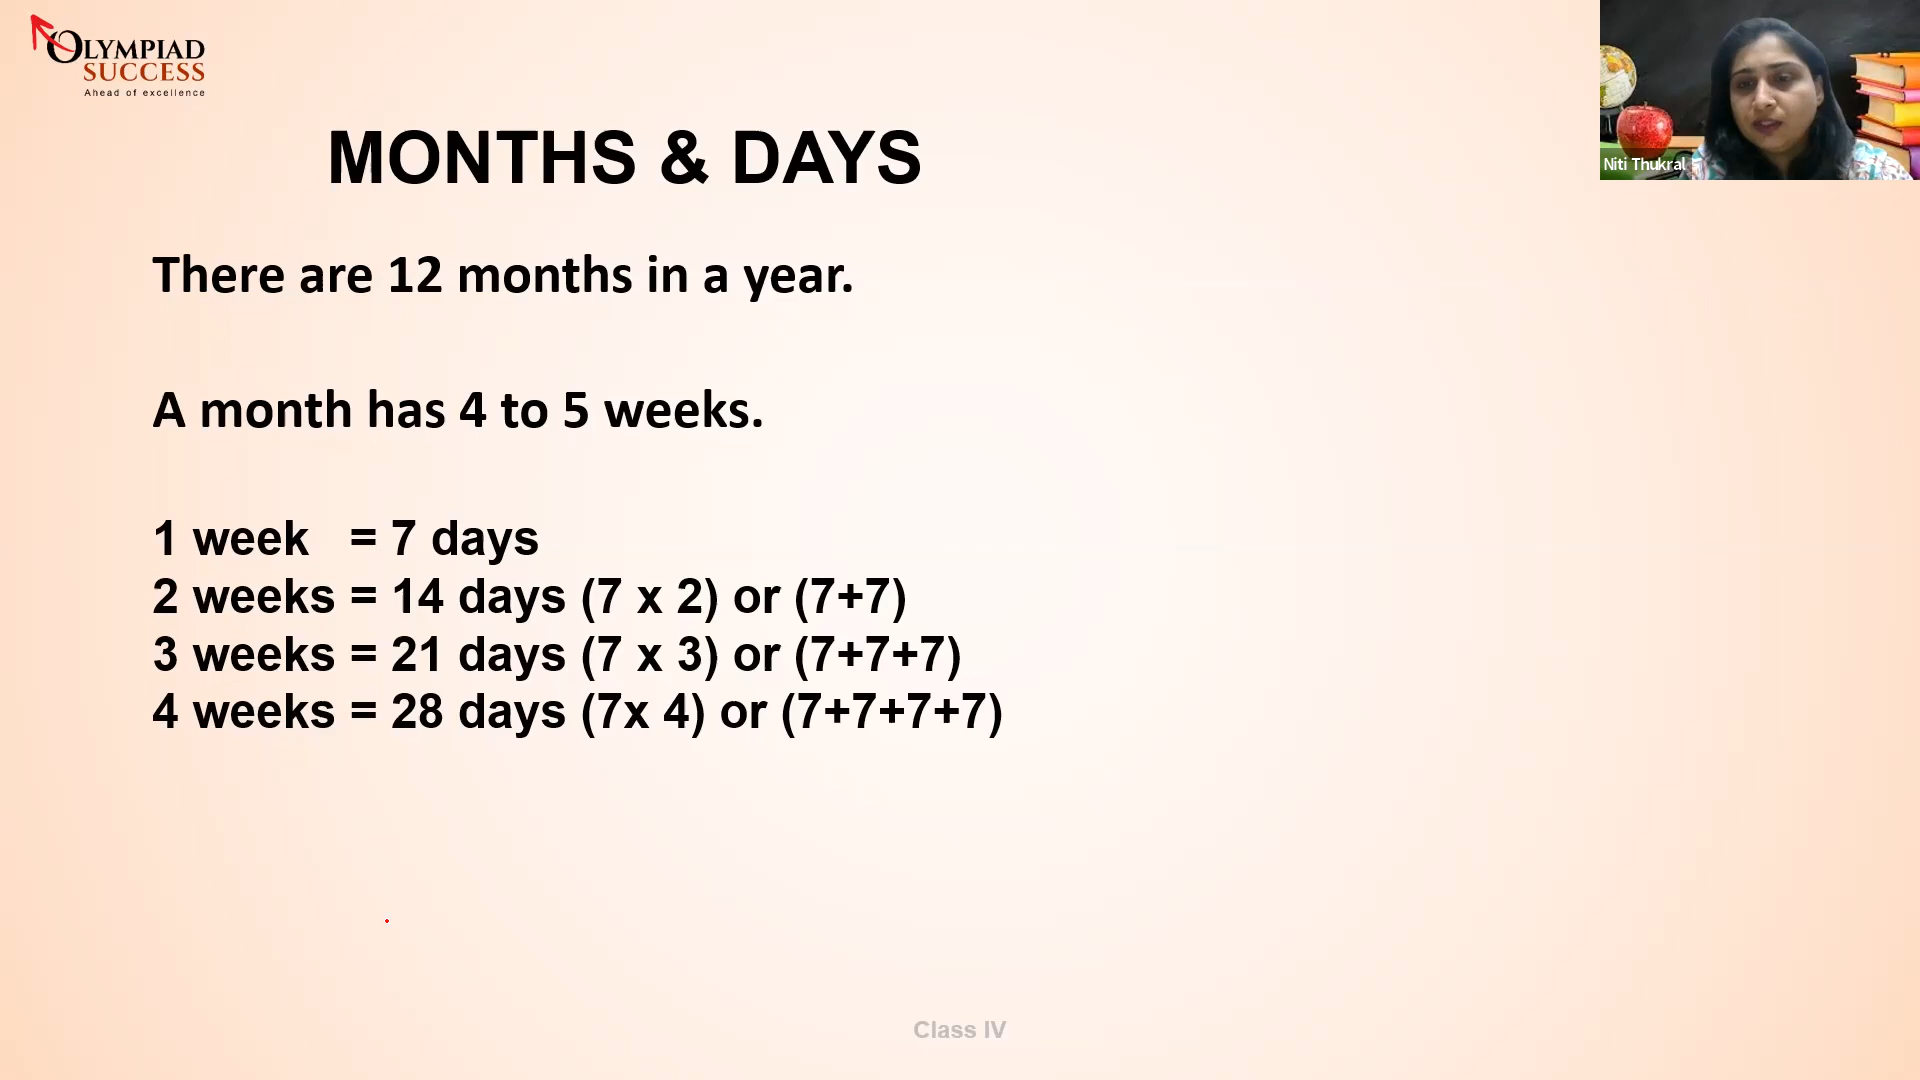 OLYMPIAD
SUCCESS
Ahead of excellence
Niti Thukral
MONTHS & DAYS
There are 12 months in a year.
A month has 4 to 5 weeks.
1 week = 7 days
2 weeks = 14 days (7 x 2) or (7+7)
3 weeks = 21 days (7 x 3) or (7+7+7)
4 weeks = 28 days (7x 4) or (7+7+7+7)
Class IV